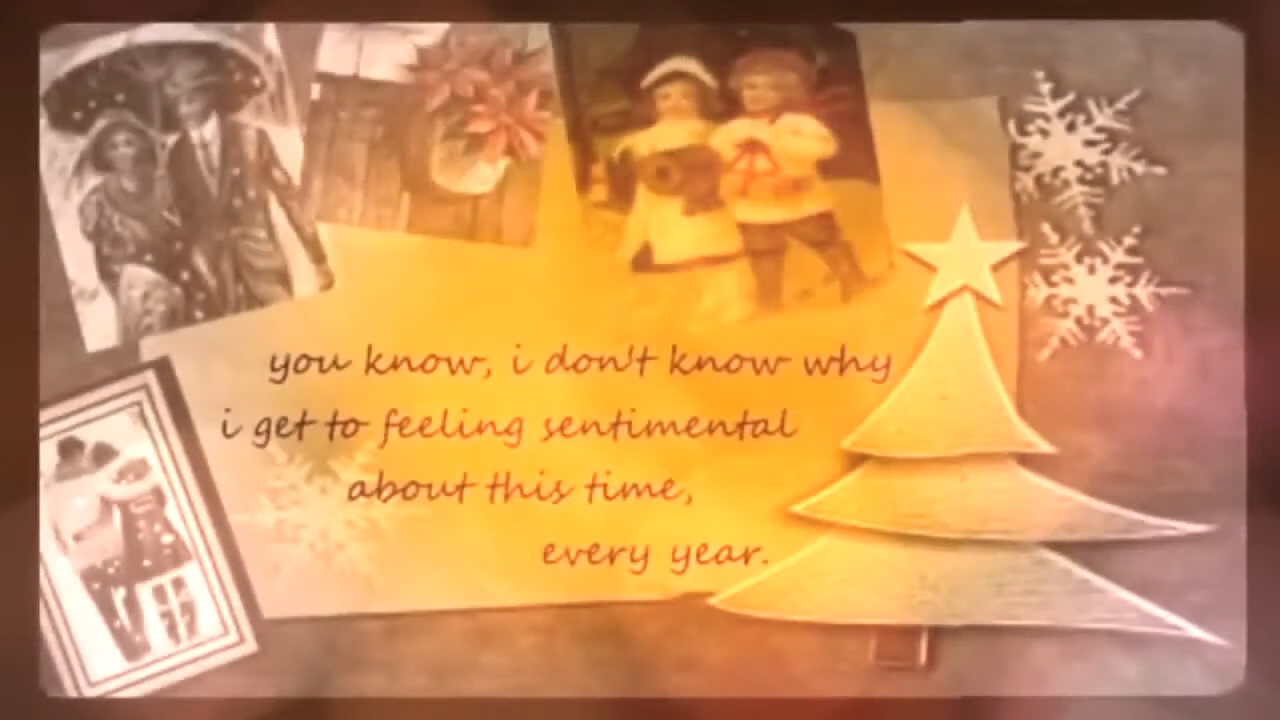 you know, i don't know why
i get to feeling sentimental
about this time,
every year.